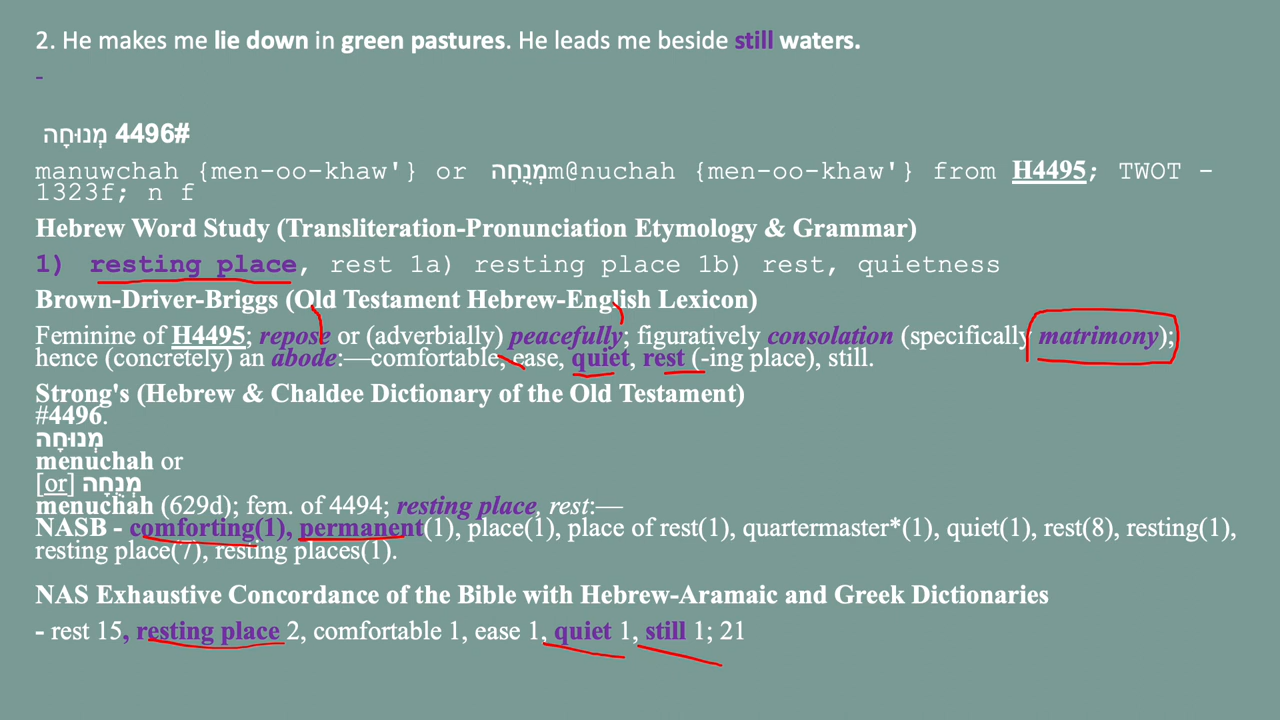 2. He makes me lie down in green pastures. He leads me beside still waters.
-
מְנוּחָה 4496#
manuwchah {men-oo-khaw'} or מְנֻחָהm@nuchah {men-oo-khaw'} from H4495; TWOT -
1323f; n f
Hebrew Word Study (Transliteration-Pronunciation Etymology & Grammar)
1) resting place, rest 1a) resting place 1b) rest, quietness
Brown-Driver-Briggs (Old Testament Hebrew-English Lexicon)
Feminine of H4495; repose or (adverbially) peacefully; figuratively consolation (specifically matrimony);
hence (concretely) an abode:—comfortable, ease, quiet, rest (-ing place), still.
Strong's (Hebrew & Chaldee Dictionary of the Old Testament)
#4496.
מְנוּחָה
menuchah or
[or] מְנֻחָה
menuchah (629d); fem. of 4494; resting place, rest:—
NASB - comforting(1), permanent(1), place(1), place of rest(1), quartermaster*(1), quiet(1), rest(8), resting(1),
resting place(7), resting places(1).
NAS Exhaustive Concordance of the Bible with Hebrew-Aramaic and Greek Dictionaries
- rest 15, resting place 2, comfortable 1, ease 1, quiet 1, still 1; 21